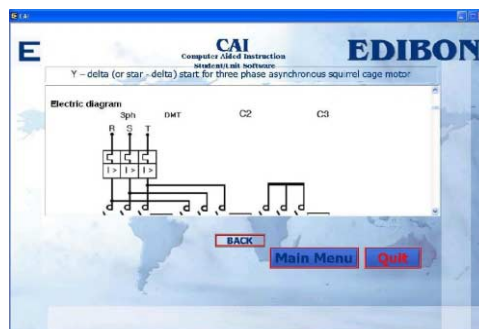 CAI
E
CAI
EDIBON
Computer Aided Instruction
Student/Unit Software
Y - delta (or star - delta) start for three phase asynchronous squirrel cage motor
Electric diagram
3ph DMT C2 C3
R S T
I > I > I >
BACK
Main Menu Quit